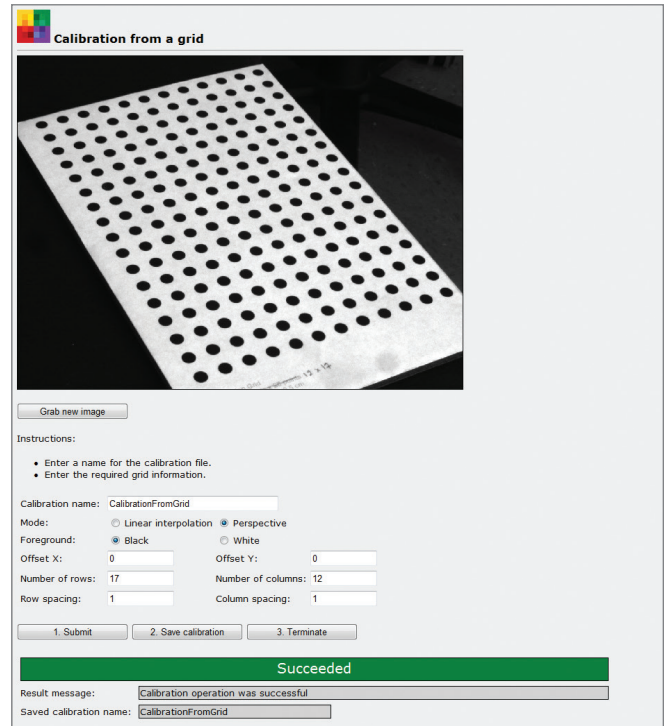 Calibration from a grid
12 x 12
Grab new image
Instructions:
• Enter a name for the calibration file.
• Enter the required grid information.
Calibration name: CalibrationFromGrid
Mode: Linear interpolation Perspective
Foreground: Black White
Offset X: 0 Offset Y: 0
Number of rows: 17 Number of columns: 12
Row spacing: 1 Column spacing: 1
1. Submit 2. Save calibration 3. Terminate
Succeeded
Result message: Calibration operation was successful
Saved calibration name: CalibrationFromGrid